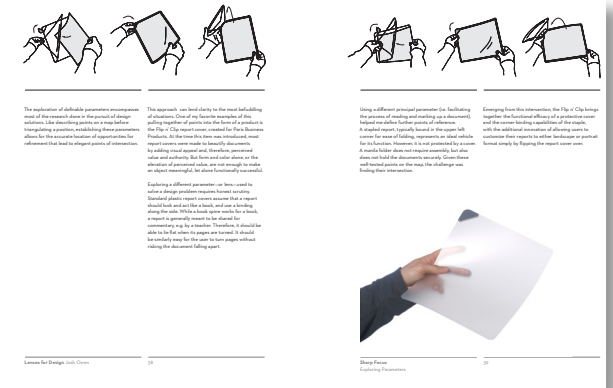 The exploration of definable parameters encompasses
most of the research done in the pursuit of design
solutions. Like describing points on a map before
triangulating a position, establishing these parameters
allows for the accurate location of opportunities for
refinement that lead to elegant points of intersection.
This approach can lend clarity to the most befuddling
of situations. One of my favorite examples of this
pulling together of points into the form of a product is
the Flip n' Clip report cover, created for Paris Business
Products. At the time this item was introduced, most
report covers were made to beautify documents
by adding visual appeal and, therefore, perceived
value and authority. But form and color alone, or the
elevation of perceived value, are not enough to make
an object meaningful, let alone functionally successful.
Exploring a different parameter—or lens—used to
solve a design problem requires honest scrutiny.
Standard plastic report covers assume that a report
should look and act like a book, and use a binding
along the side. While a book spine works for a book,
a report is generally meant to be shared for
commentary, e.g. by a teacher. Therefore, it should be
able to lie flat when its pages are turned. It should
be similarly easy for the user to turn pages without
risking the document falling apart.
Lenses for Design Josh Owen
38
Using a different principal parameter (i.e. facilitating
the process of reading and marking up a document),
helped me define further points of reference.
A stapled report, typically bound in the upper left
corner for ease of folding, represents an ideal vehicle
for its function. However, it is not protected by a cover.
A manila folder does not require assembly, but also
does not hold the documents securely. Given these
well-tested points on the map, the challenge was
finding their intersection.
Emerging from this intersection, the Flip n' Clip brings
together the functional efficacy of a protective cover
and the corner-binding capabilities of the staple,
with the additional innovation of allowing users to
customize their reports to either landscape or portrait
format simply by flipping the report cover over.
Sharp Focus
Exploring Parameters
39